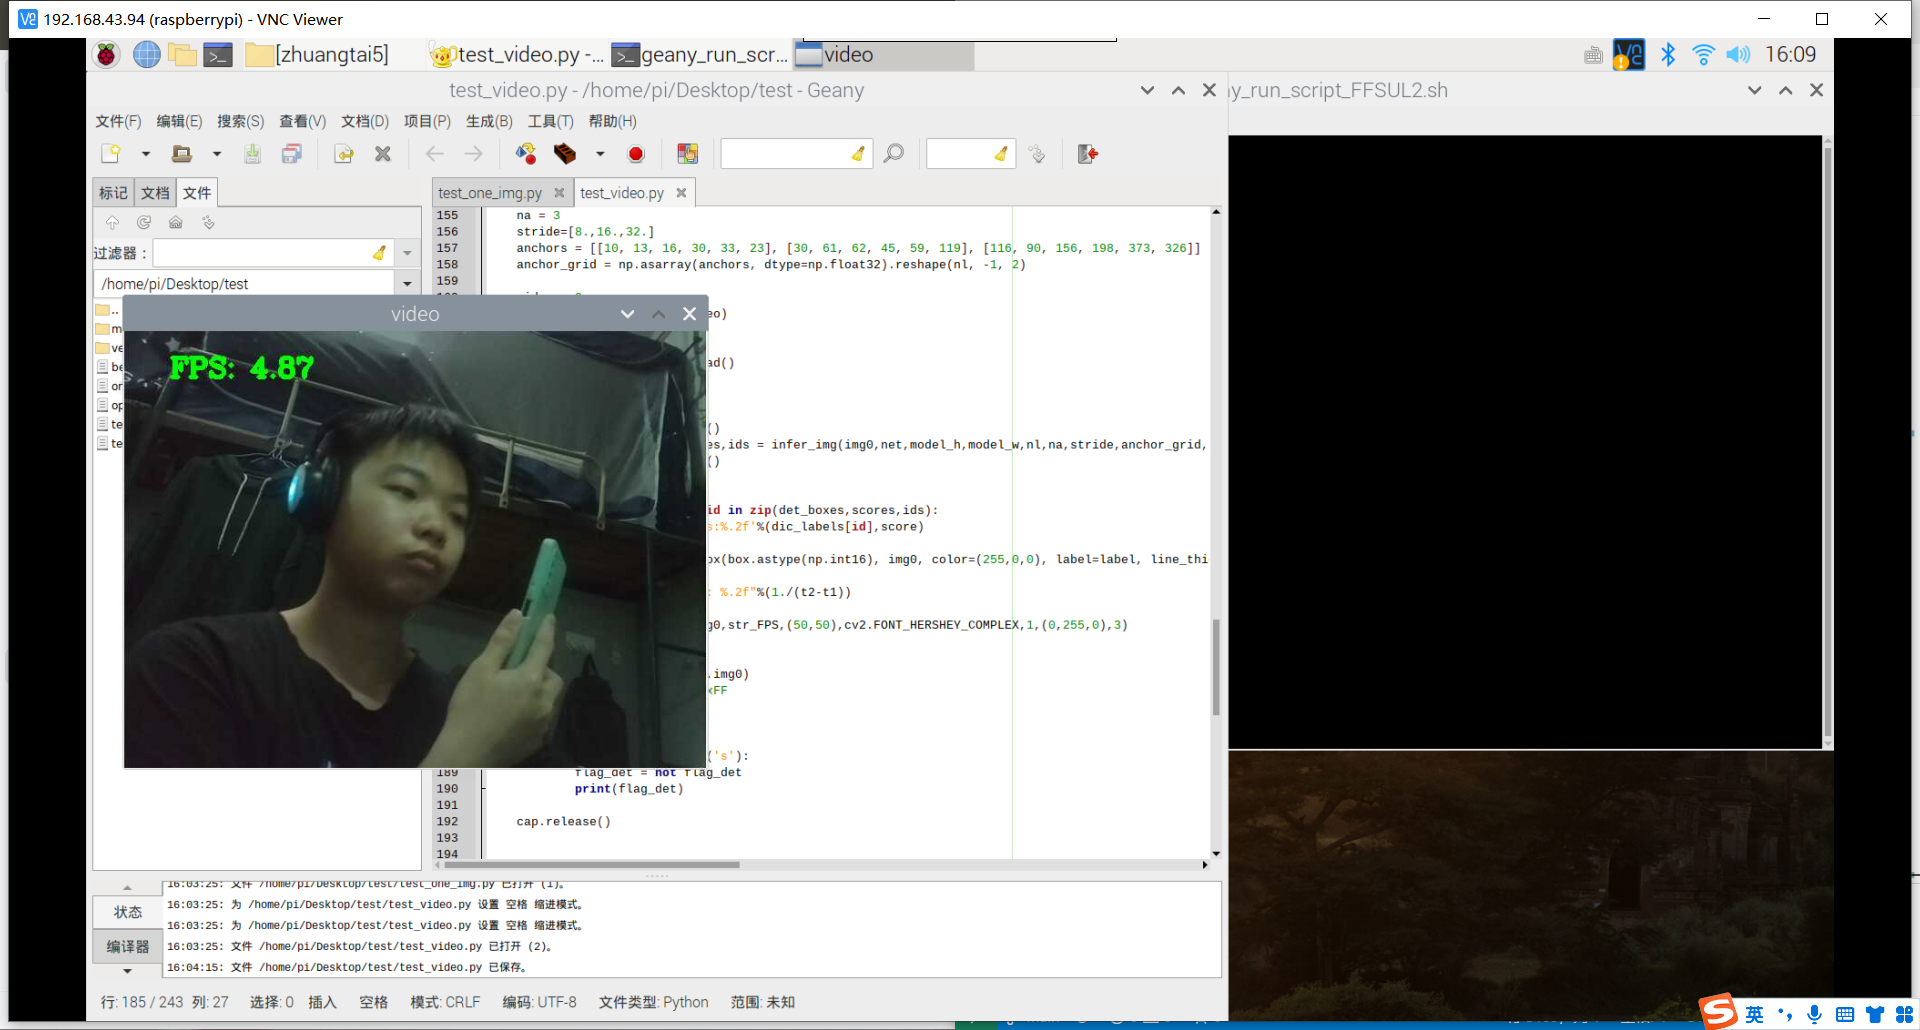 192.168.43.94 (raspberrypi) - VNC Viewer
[zhuangtai5]
test_video.py -...
geany_run_scr...
video
16:09
test_video.py - /home/pi/Desktop/test - Geany
y_run_script_FFSUL2.sh
文件(F) 编辑(E) 搜索(S) 查看(V) 文档(D) 项目(P) 生成(B) 工具(T) 帮助(H)
标记 文档 文件
test_one_img.py
test_video.py
过滤器：
/home/pi/Desktop/test
..
m
ve
be
or
op
te
te
155 na = 3
156 stride=[8.,16.,32.]
157 anchors = [[10, 13, 16, 30, 33, 23], [30, 61, 62, 45, 59, 119], [116, 90, 156, 198, 373, 326]]
158 anchor_grid = np.asarray(anchors, dtype=np.float32).reshape(nl, -1, 2)
159
eo)
ad()
()
es,ids = infer_img(img0,net,model_h,model_w,nl,na,stride,anchor_grid,
()
id in zip(det_boxes,scores,ids):
s:%.2f'%(dic_labels[id],score)
ox(box.astype(np.int16), img0, color=(255,0,0), label=label, line_thi
: %.2f"%(1./(t2-t1))
g0,str_FPS,(50,50),cv2.FONT_HERSHEY_COMPLEX,1,(0,255,0),3)
,img0)
xFF
('s'):
189 flag_det = not flag_det
190 print(flag_det)
191
192 cap.release()
193
194
video
FPS: 4.87
状态
编译器
16:03:25: 文件 /home/pi/Desktop/test/test_one_img.py 已打开 (1)。
16:03:25: 为 /home/pi/Desktop/test/test_video.py 设置 空格 缩进模式。
16:03:25: 为 /home/pi/Desktop/test/test_video.py 设置 空格 缩进模式。
16:03:25: 文件 /home/pi/Desktop/test/test_video.py 已打开 (2)。
16:04:15: 文件 /home/pi/Desktop/test/test_video.py 已保存。
行: 185 / 243 列: 27 选择: 0 插入 空格 模式: CRLF 编码: UTF-8 文件类型: Python 范围: 未知
英